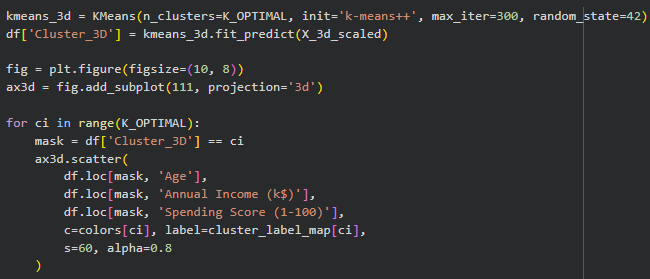 kmeans_3d = KMeans(n_clusters=K_OPTIMAL, init='k-means++', max_iter=300, random_state=42)
df['Cluster_3D'] = kmeans_3d.fit_predict(X_3d_scaled)

fig = plt.figure(figsize=(10, 8))
ax3d = fig.add_subplot(111, projection='3d')

for ci in range(K_OPTIMAL):
    mask = df['Cluster_3D'] == ci
    ax3d.scatter(
        df.loc[mask, 'Age'],
        df.loc[mask, 'Annual Income (k$)'],
        df.loc[mask, 'Spending Score (1-100)'],
        c=colors[ci], label=cluster_label_map[ci],
        s=60, alpha=0.8
    )